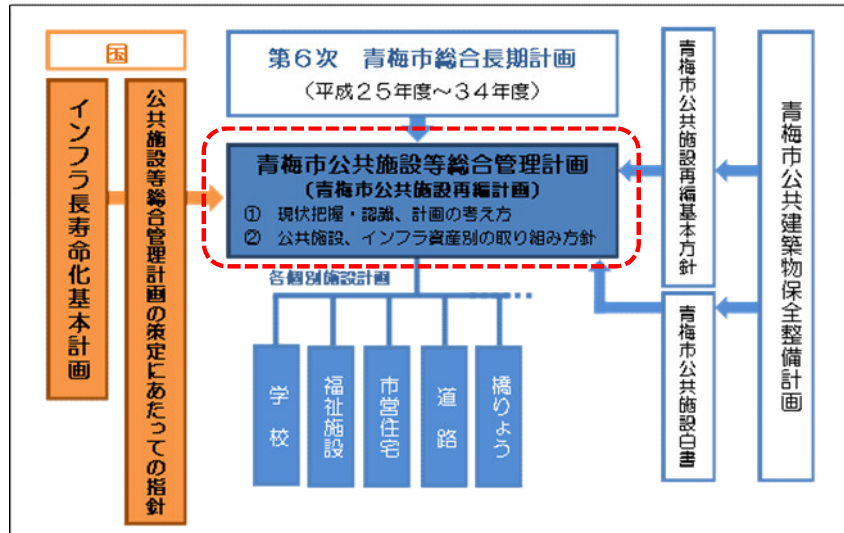 国
インフラ長寿命化基本計画
公共施設等総合管理計画の策定にあたっての指針
第６次　青梅市総合長期計画
（平成２５年度～３４年度）
青梅市公共施設等総合管理計画
（青梅市公共施設再編計画）
①　現状把握・認識、計画の考え方
②　公共施設、インフラ資産別の取り組み方針
各個別施設計画
学校
福祉施設
市営住宅
道路
橋りょう
青梅市公共施設再編基本方針
青梅市公共施設白書
青梅市公共建築物保全整備計画